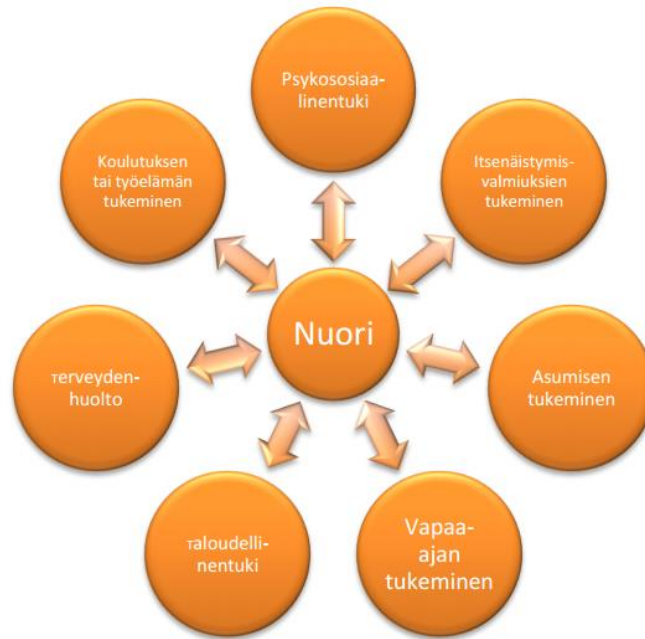 Psykososiaa-
linentuki
Itsenäistymis-
valmiuksien
tukeminen
Asumisen
tukeminen
Vapaa-
ajan
tukeminen
Taloudelli-
nentuki
Terveyden-
huolto
Koulutuksen
tai työelämän
tukeminen
Nuori